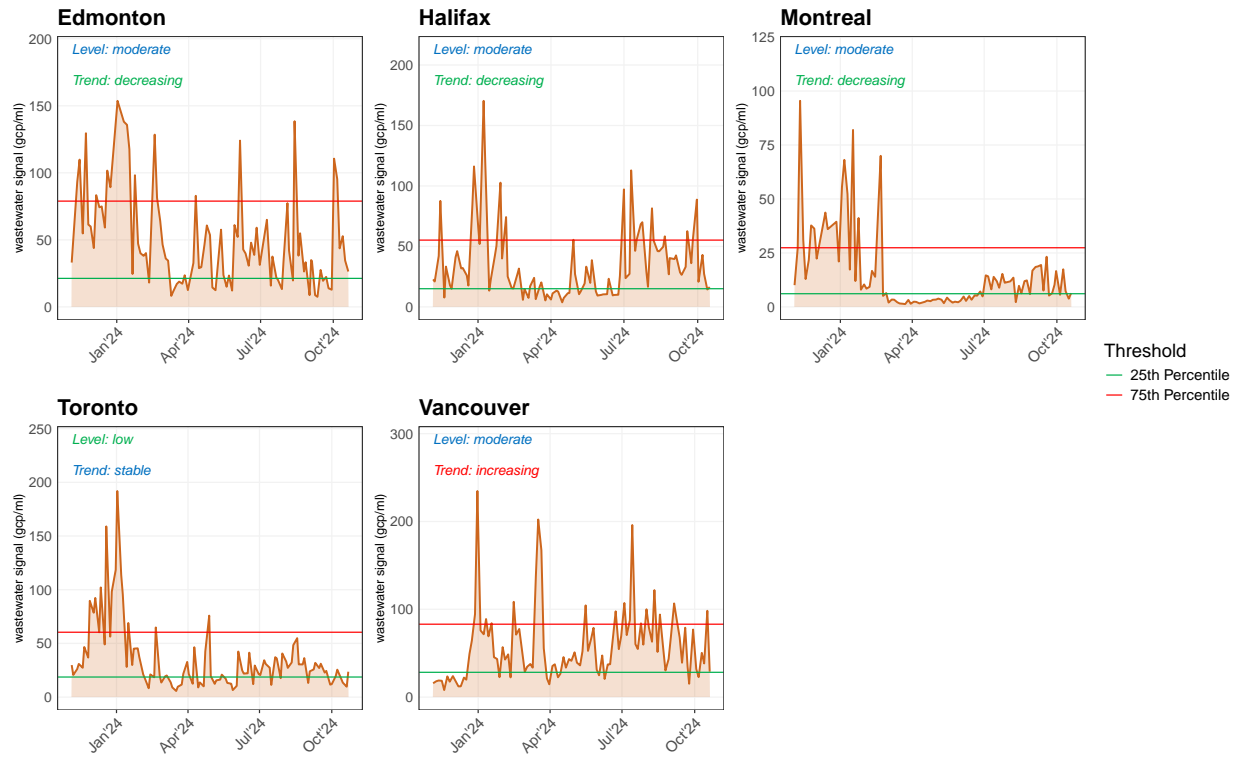 Edmonton
Level: moderate
Trend: decreasing
wastewater signal (gcp/ml)
200
150
100
50
0
Jan'24
Apr'24
Jul'24
Oct'24
Halifax
Level: moderate
Trend: decreasing
wastewater signal (gcp/ml)
200
150
100
50
0
Jan'24
Apr'24
Jul'24
Oct'24
Montreal
Level: moderate
Trend: decreasing
wastewater signal (gcp/ml)
125
100
75
50
25
0
Jan'24
Apr'24
Jul'24
Oct'24
Threshold
25th Percentile
75th Percentile
Toronto
Level: low
Trend: stable
wastewater signal (gcp/ml)
250
200
150
100
50
0
Jan'24
Apr'24
Jul'24
Oct'24
Vancouver
Level: moderate
Trend: increasing
wastewater signal (gcp/ml)
300
200
100
0
Jan'24
Apr'24
Jul'24
Oct'24